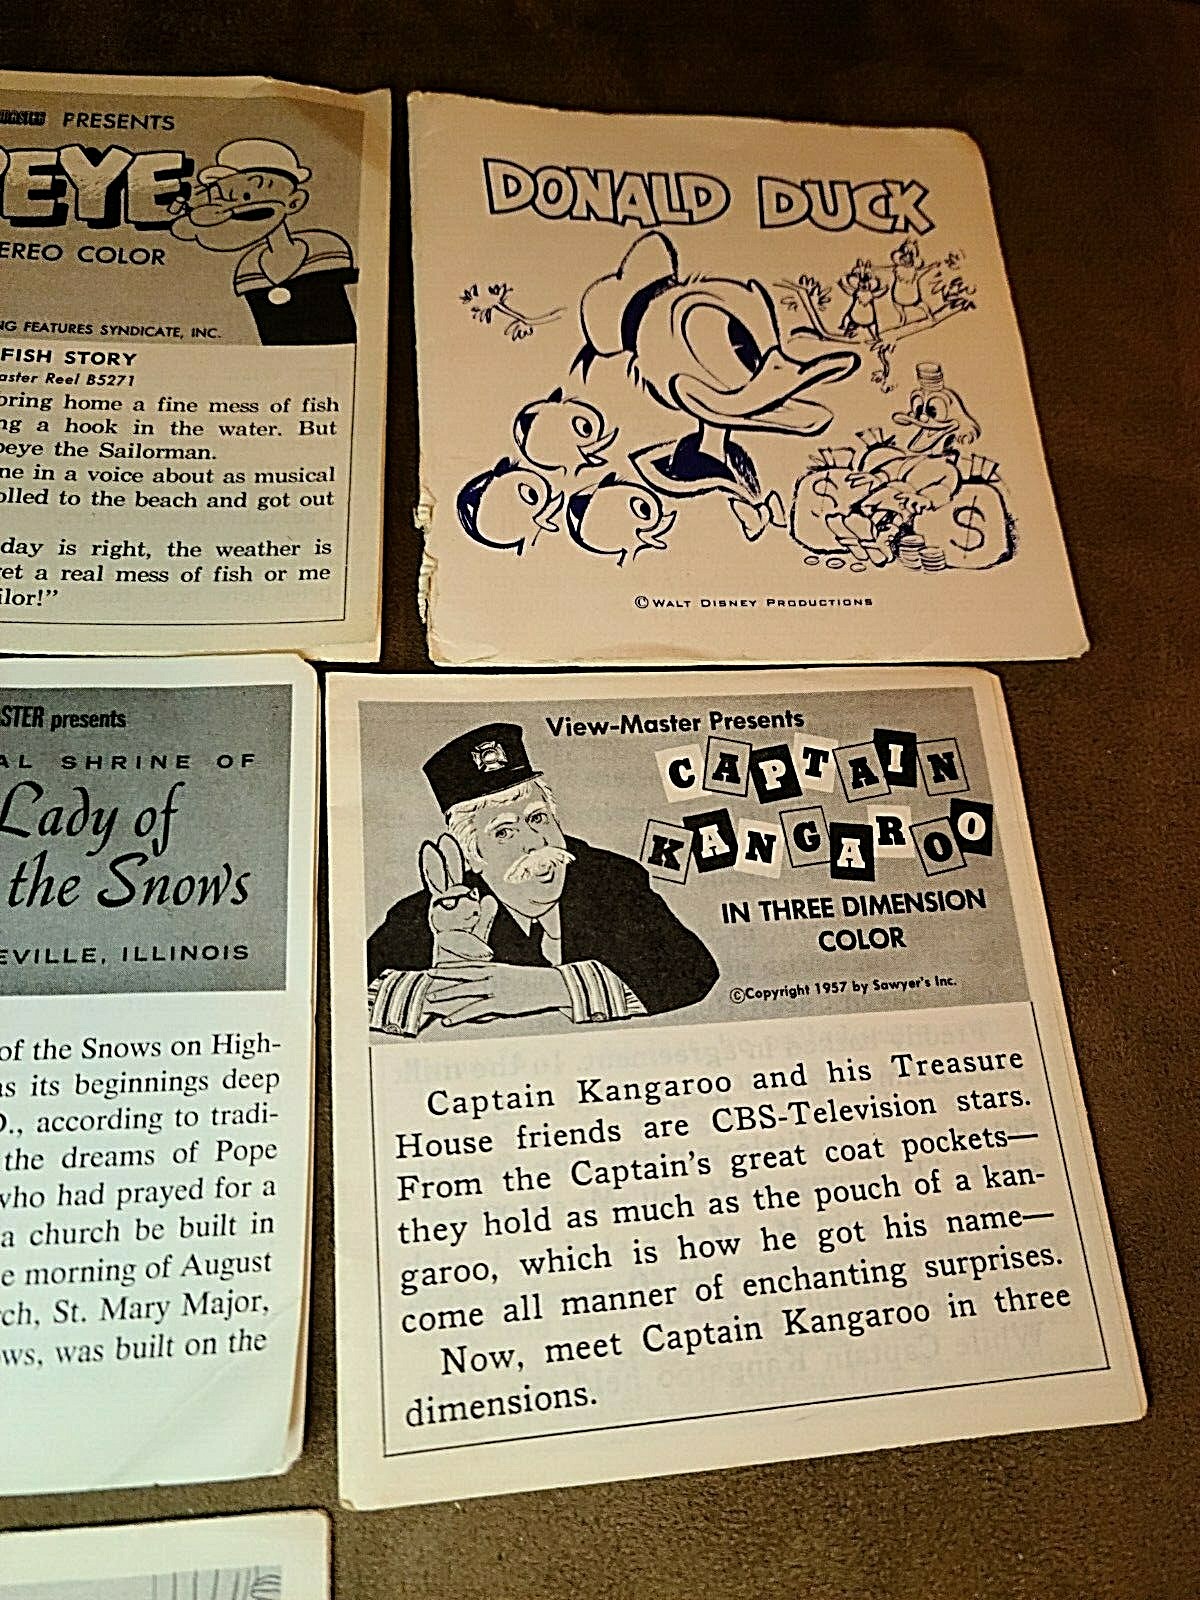 PRESENTS
EYE
EREO COLOR
NG FEATURES SYNDICATE, INC.
FISH STORY
aster Reel B5271
bring home a fine mess of fish
ng a hook in the water. But
peye the Sailorman.
ne in a voice about as musical
olled to the beach and got out
day is right, the weather is
et a real mess of fish or me
ilor!"
DONALD DUCK
$
$
© WALT DISNEY PRODUCTIONS
STER presents
AL SHRINE OF
Lady of
the Snows
EVILLE, ILLINOIS
of the Snows on High-
as its beginnings deep
D., according to tradi-
the dreams of Pope
who had prayed for a
a church be built in
e morning of August
rch, St. Mary Major,
ows, was built on the
View-Master Presents
CAPTAIN
KANGAROO
IN THREE DIMENSION
COLOR
©Copyright 1957 by Sawyer's Inc.
Captain Kangaroo and his Treasure
House friends are CBS-Television stars.
From the Captain's great coat pockets—
they hold as much as the pouch of a kan-
garoo, which is how he got his name—
come all manner of enchanting surprises.
Now, meet Captain Kangaroo in three
dimensions.